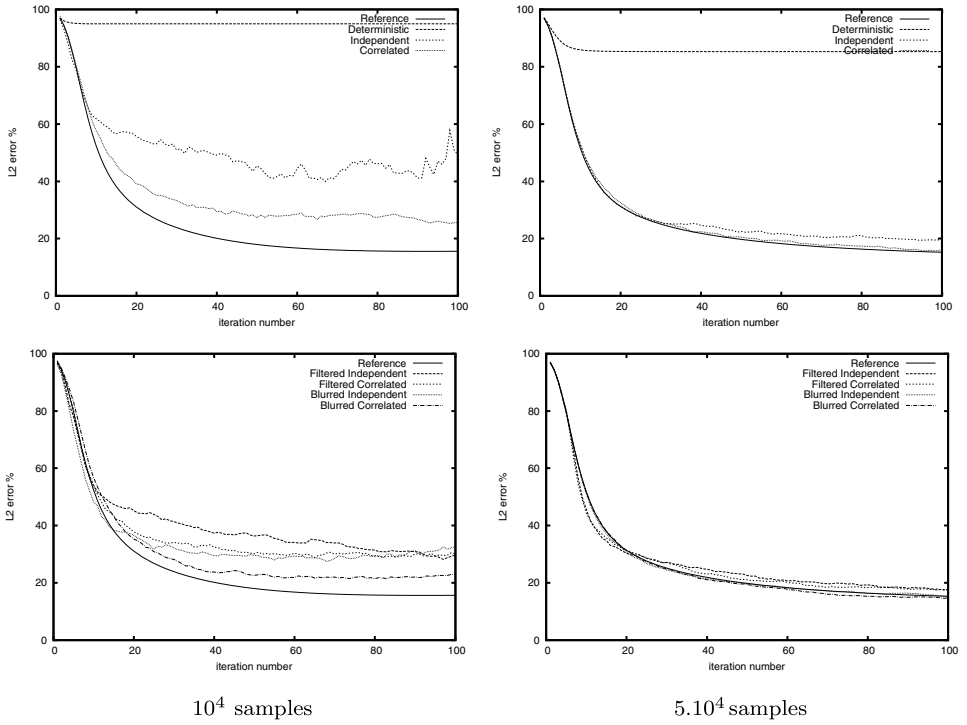 100
80
60
40
20
0
L2 error %
0 20 40 60 80 100
iteration number
Reference
Deterministic
Independent
Correlated
100
80
60
40
20
0
L2 error %
0 20 40 60 80 100
iteration number
Reference
Deterministic
Independent
Correlated
100
80
60
40
20
0
L2 error %
0 20 40 60 80 100
iteration number
Reference
Filtered Independent
Filtered Correlated
Blurred Independent
Blurred Correlated
100
80
60
40
20
0
L2 error %
0 20 40 60 80 100
iteration number
Reference
Filtered Independent
Filtered Correlated
Blurred Independent
Blurred Correlated
10⁴ samples
5.10⁴ samples